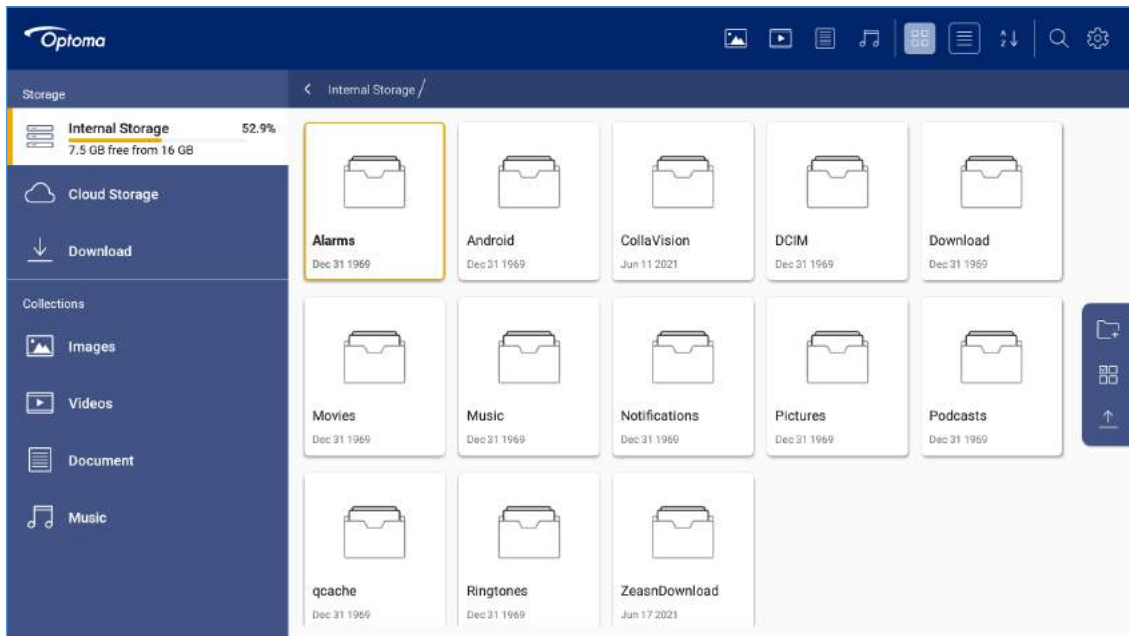 Optoma
Storage
Internal Storage 52.9%
7.5 GB free from 16 GB
Cloud Storage
Download
Collections
Images
Videos
Document
Music
Internal Storage /
Alarms
Dec 31 1969
Android
Dec 31 1969
CollaVision
Jun 11 2021
DCIM
Dec 31 1969
Download
Dec 31 1969
Movies
Dec 31 1969
Music
Dec 31 1969
Notifications
Dec 31 1969
Pictures
Dec 31 1969
Podcasts
Dec 31 1969
qcache
Dec 31 1969
Ringtones
Dec 31 1969
ZeasnDownload
Jun 17 2021